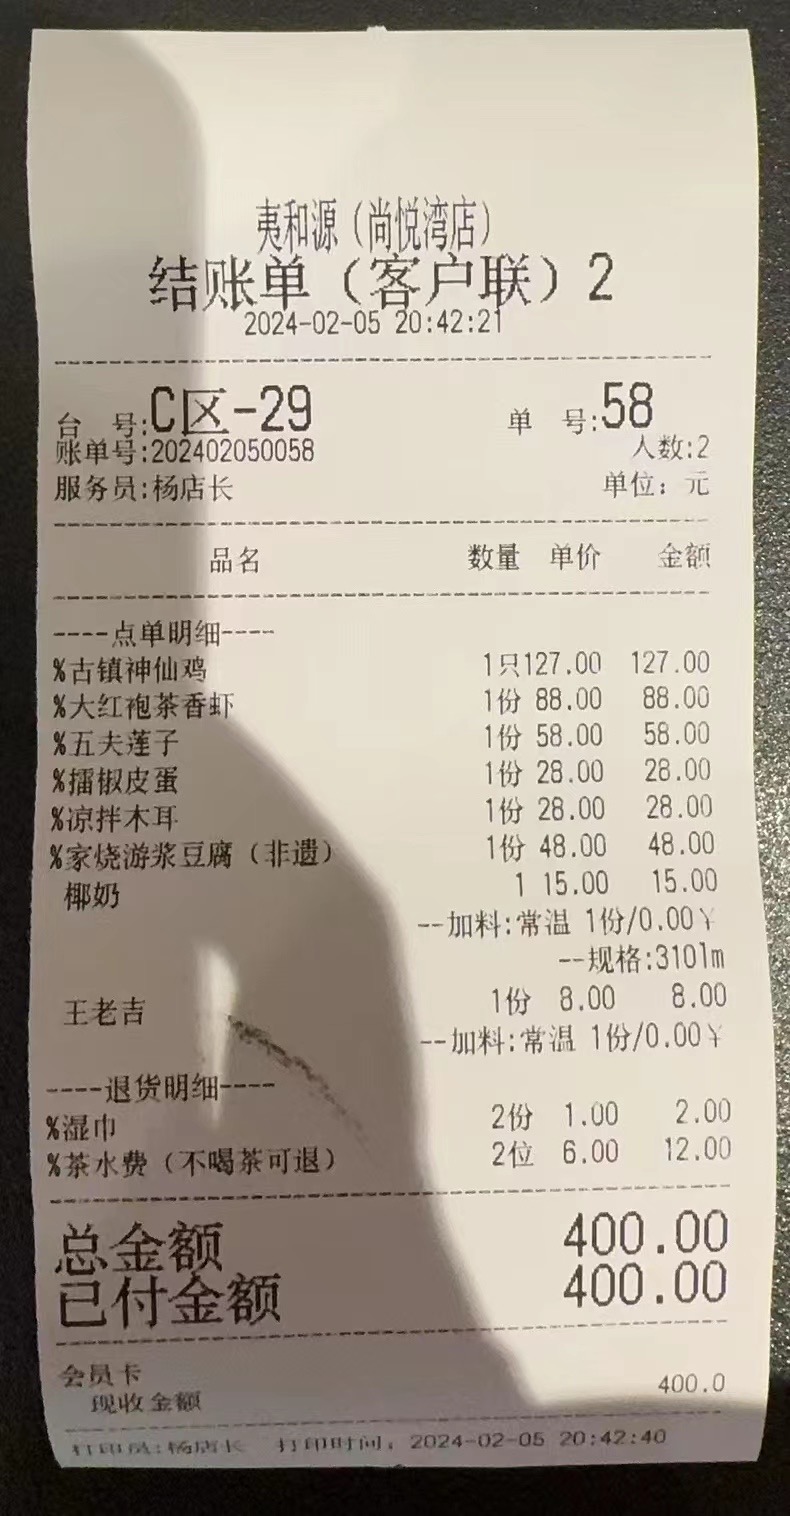 夷和源（尚悦湾店）
结账单（客户联）2
2024-02-05 20:42:21
台 号:C区-29 单 号:58
账单号:202402050058 人数:2
服务员:杨店长 单位：元
品名 数量 单价 金额
----点单明细----
%古镇神仙鸡 1只127.00 127.00
%大红袍茶香虾 1份 88.00 88.00
%五夫莲子 1份 58.00 58.00
%擂椒皮蛋 1份 28.00 28.00
%凉拌木耳 1份 28.00 28.00
%家烧游浆豆腐（非遗） 1份 48.00 48.00
椰奶 1 15.00 15.00
--加料:常温 1份/0.00¥
--规格:310lm
王老吉 1份 8.00 8.00
--加料:常温 1份/0.00¥
----退货明细----
%湿巾 2份 1.00 2.00
%茶水费（不喝茶可退） 2位 6.00 12.00
总金额 400.00
已付金额 400.00
会员卡
现收金额 400.0
打印员:杨店长 打印时间：2024-02-05 20:42:40